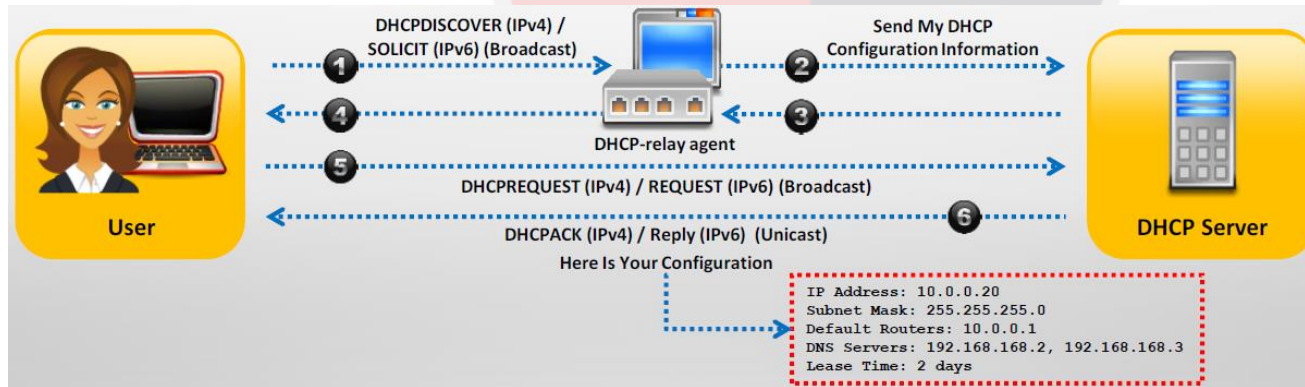 DHCPDISCOVER (IPv4) /
SOLICIT (IPv6) (Broadcast)
Send My DHCP
Configuration Information
1
2
4
3
DHCP-relay agent
5
DHCPREQUEST (IPv4) / REQUEST (IPv6) (Broadcast)
6
User
DHCP Server
DHCPACK (IPv4) / Reply (IPv6) (Unicast)
Here Is Your Configuration
IP Address: 10.0.0.20
Subnet Mask: 255.255.255.0
Default Routers: 10.0.0.1
DNS Servers: 192.168.168.2, 192.168.168.3
Lease Time: 2 days